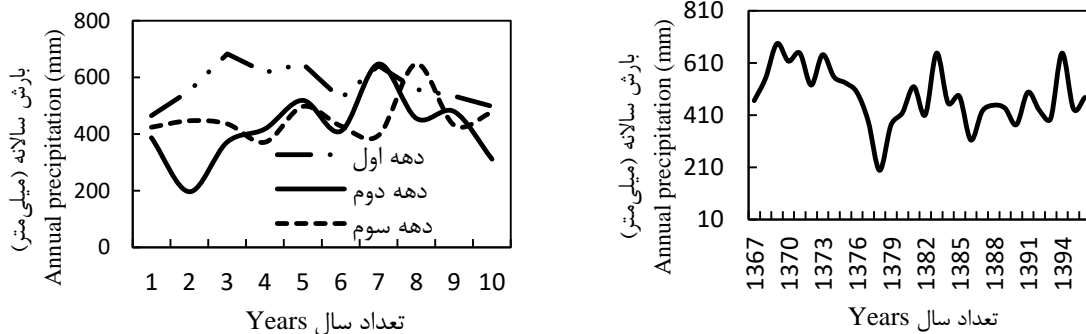 بارش سالانه (میلی‌متر)
Annual precipitation (mm)
800
600
400
200
0
دهه اول
دهه دوم
دهه سوم
1 2 3 4 5 6 7 8 9 10
تعداد سال Years
بارش سالانه (میلی‌متر)
Annual precipitation (mm)
810
610
410
210
10
1367 1370 1373 1376 1379 1382 1385 1388 1391 1394
تعداد سال Years